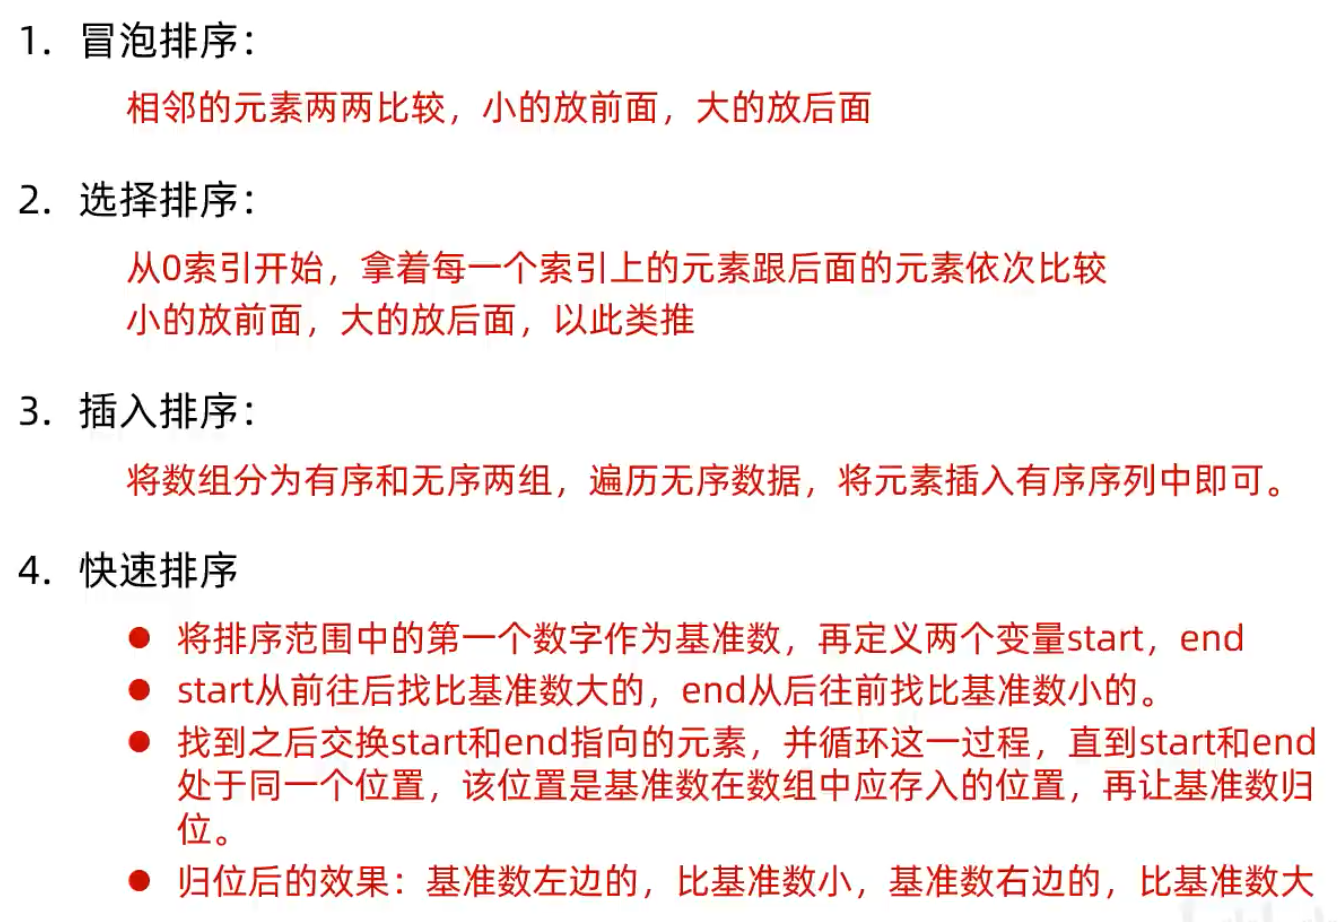 1. 冒泡排序：
相邻的元素两两比较，小的放前面，大的放后面
2. 选择排序：
从0索引开始，拿着每一个索引上的元素跟后面的元素依次比较
小的放前面，大的放后面，以此类推
3. 插入排序：
将数组分为有序和无序两组，遍历无序数据，将元素插入有序序列中即可。
4. 快速排序
● 将排序范围中的第一个数字作为基准数，再定义两个变量start，end
● start从前往后找比基准数大的，end从后往前找比基准数小的。
● 找到之后交换start和end指向的元素，并循环这一过程，直到start和end
处于同一个位置，该位置是基准数在数组中应存入的位置，再让基准数归
位。
● 归位后的效果：基准数左边的，比基准数小，基准数右边的，比基准数大